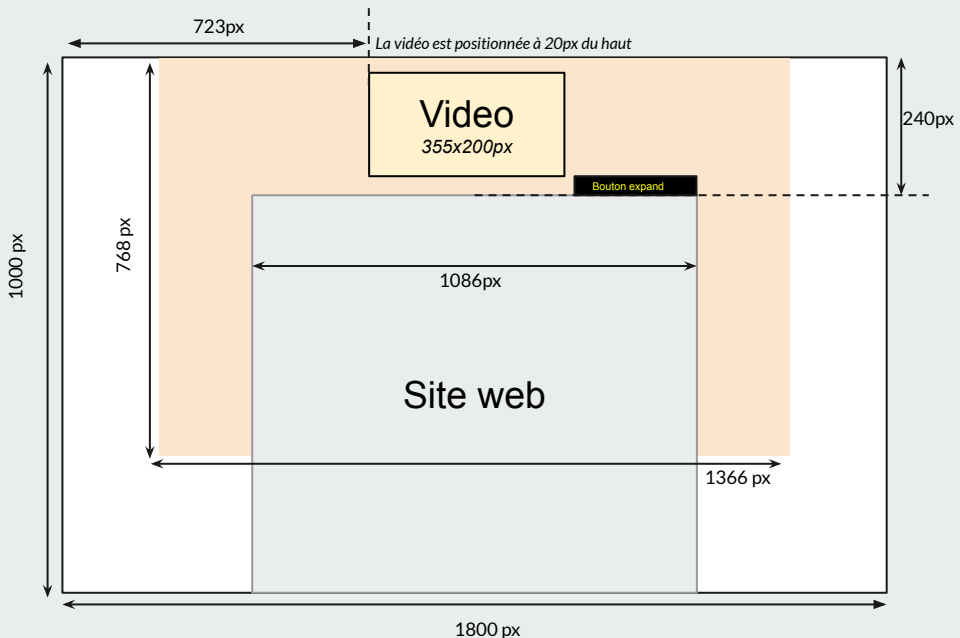 723px
La vidéo est positionnée à 20px du haut
Video
355x200px
240px
Bouton expand
768 px
1000 px
1086px
Site web
1366 px
1800 px